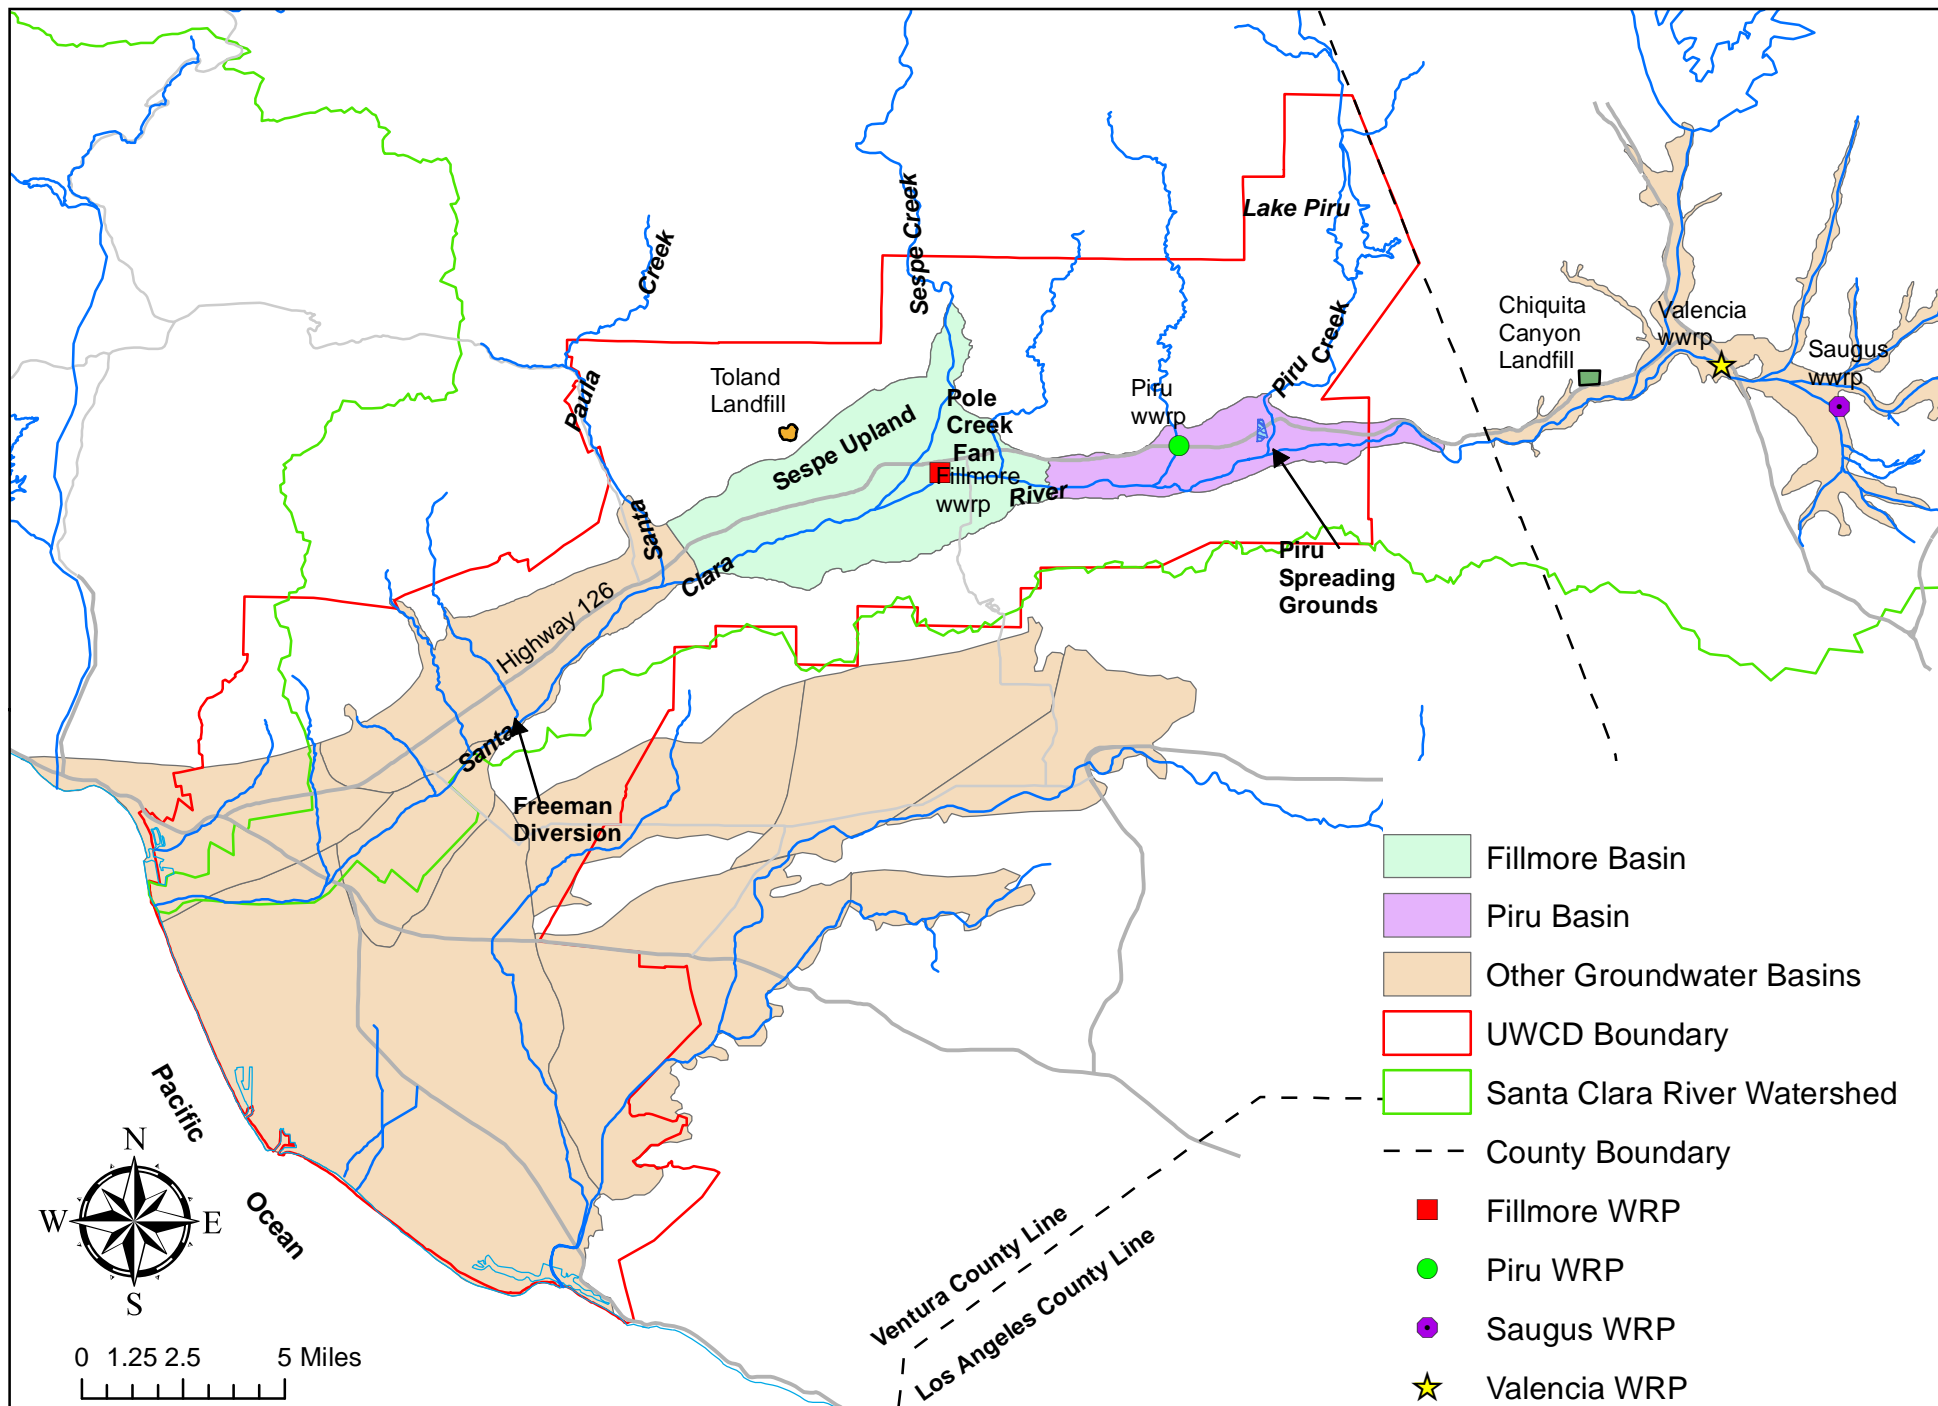 Sespe Creek
Lake Piru
Creek
Paula
Santa
Toland
Landfill
Sespe Upland
Pole
Creek
Fan
Fillmore
wwrp
River
Clara
Piru
wwrp
Piru
Creek
Chiquita
Canyon
Landfill
Valencia
wwrp
Saugus
wwrp
Piru
Spreading
Grounds
Highway 126
Santa
Freeman
Diversion
Pacific
Ocean
N
W
E
S
0 1.25 2.5 5 Miles
Ventura County Line
Los Angeles County Line
Fillmore Basin
Piru Basin
Other Groundwater Basins
UWCD Boundary
Santa Clara River Watershed
County Boundary
Fillmore WRP
Piru WRP
Saugus WRP
Valencia WRP